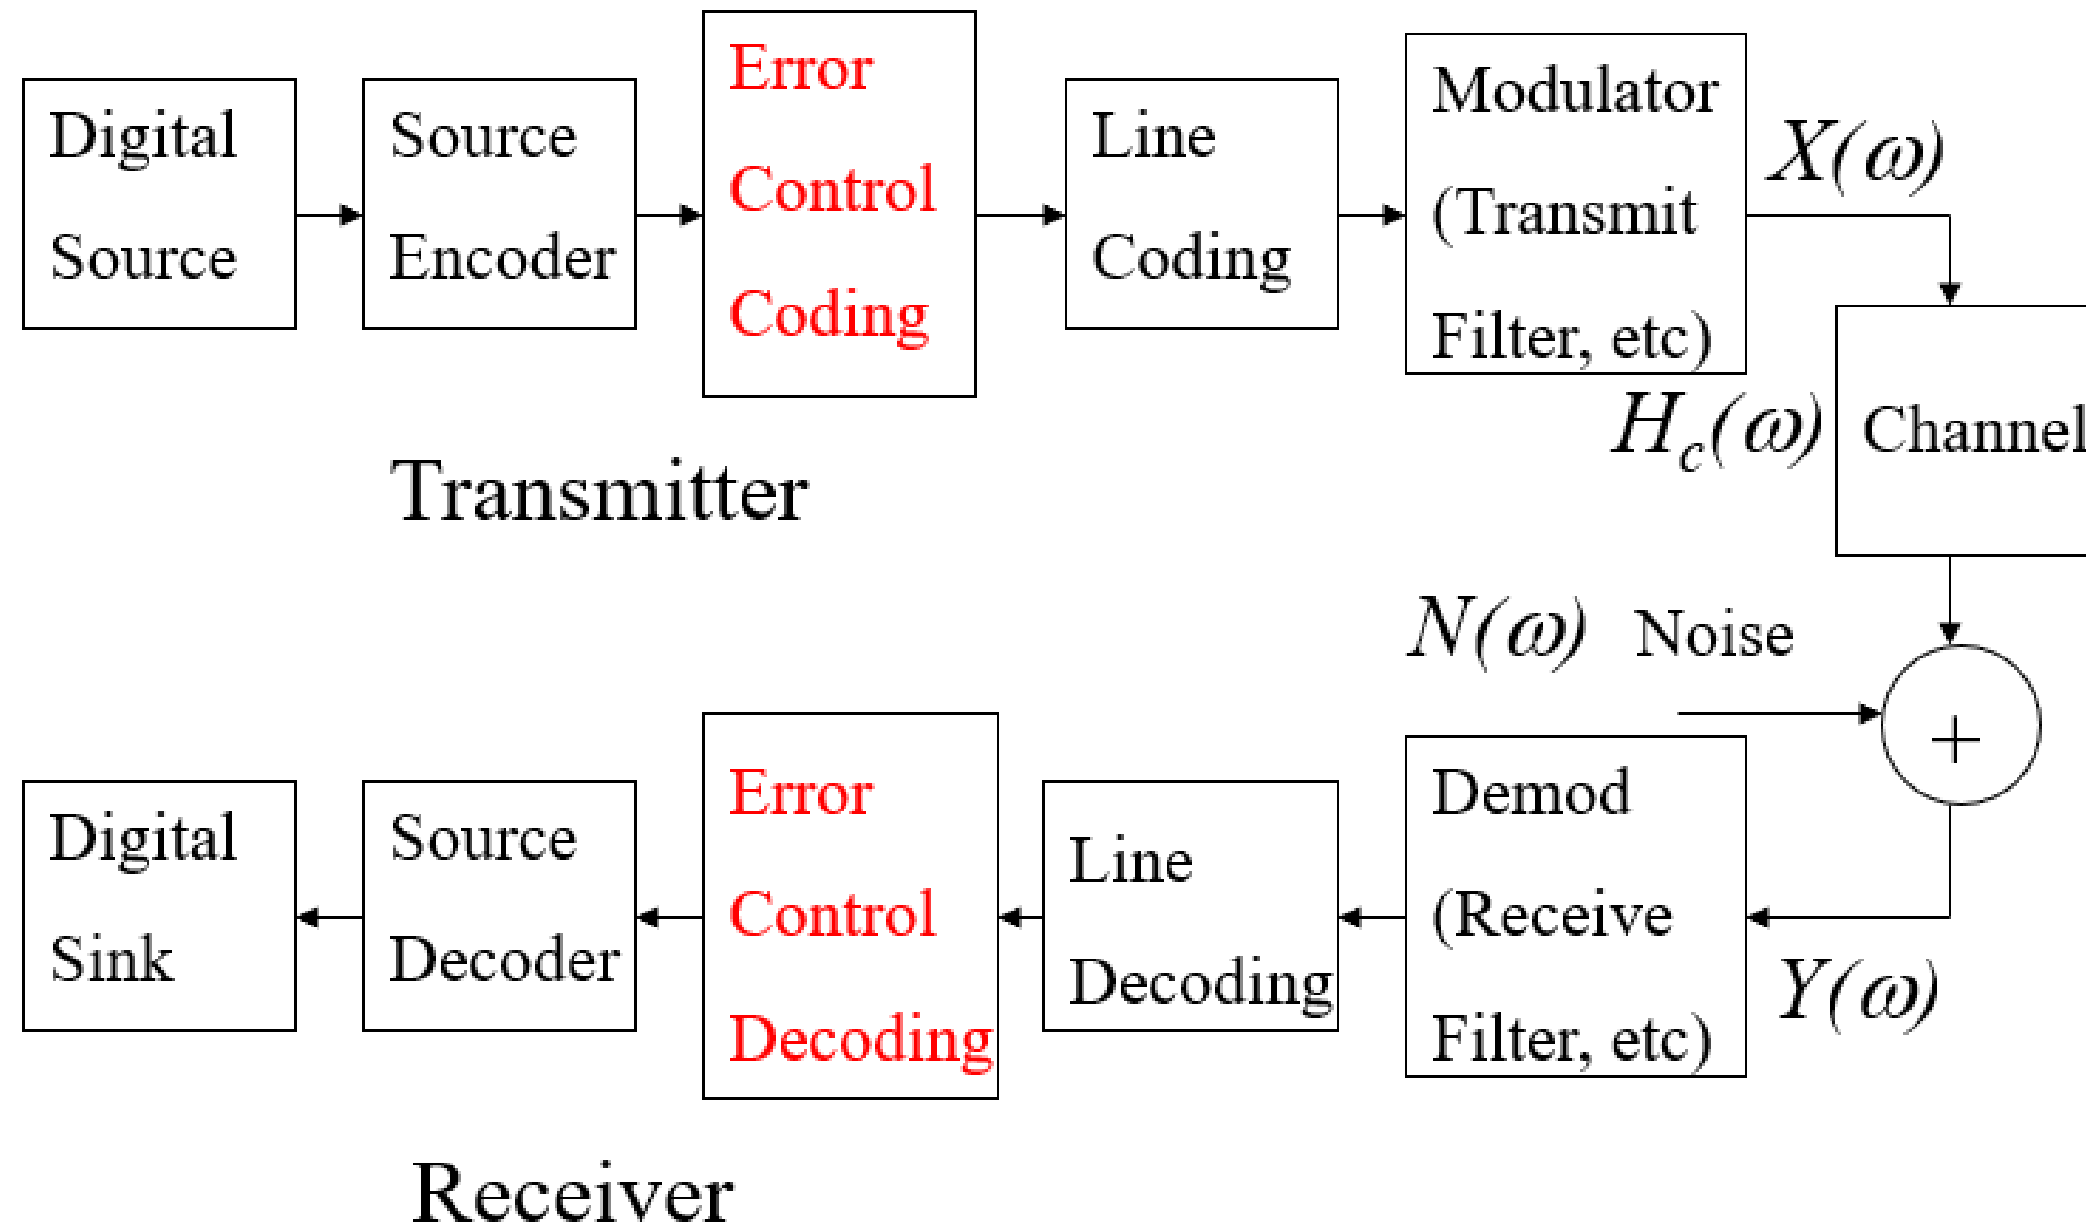 Digital
Source
Source
Encoder
Error
Control
Coding
Line
Coding
Modulator
(Transmit
Filter, etc)
X(ω)
Transmitter
H_c(ω)
Channel
N(ω) Noise
+
Digital
Sink
Source
Decoder
Error
Control
Decoding
Line
Decoding
Demod
(Receive
Filter, etc)
Y(ω)
Receiver